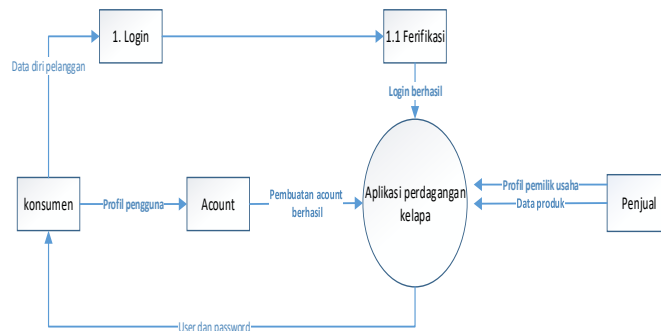 1. Login
1.1 Ferifikasi
Data diri pelanggan
Login berhasil
konsumen
Profil pengguna
Acount
Pembuatan acount
berhasil
Aplikasi perdagangan
kelapa
Profil pemilik usaha
Data produk
Penjual
User dan password